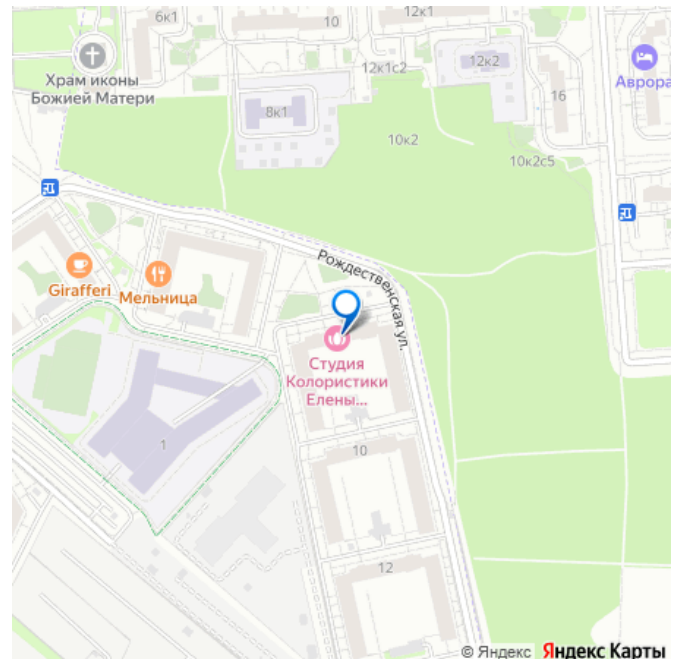 6к1
10
12к1
Храм иконы
Божией Матери
12к1с2
12к2
Аврора
8к1
16
10к2
10к2с5
Рождественская ул.
Girafferi
Мельница
Студия
Колористики
Елены...
1
10
12
© Яндекс Яндекс Карты